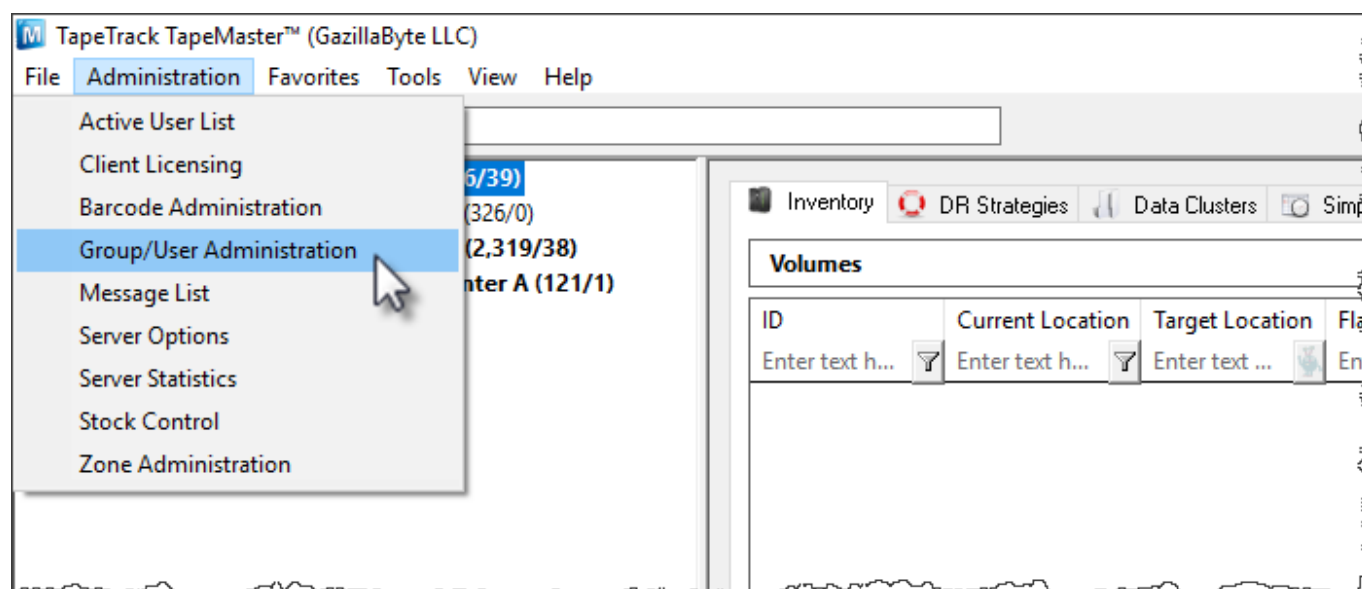 TapeTrack TapeMaster™ (GazillaByte LLC)
File Administration Favorites Tools View Help
Active User List
Client Licensing
Barcode Administration
Group/User Administration
Message List
Server Options
Server Statistics
Stock Control
Zone Administration
6/39)
(326/0)
(2,319/38)
nter A (121/1)
Inventory DR Strategies Data Clusters Simp
Volumes
ID Current Location Target Location Fla
Enter text h... Enter text h... Enter text ... En